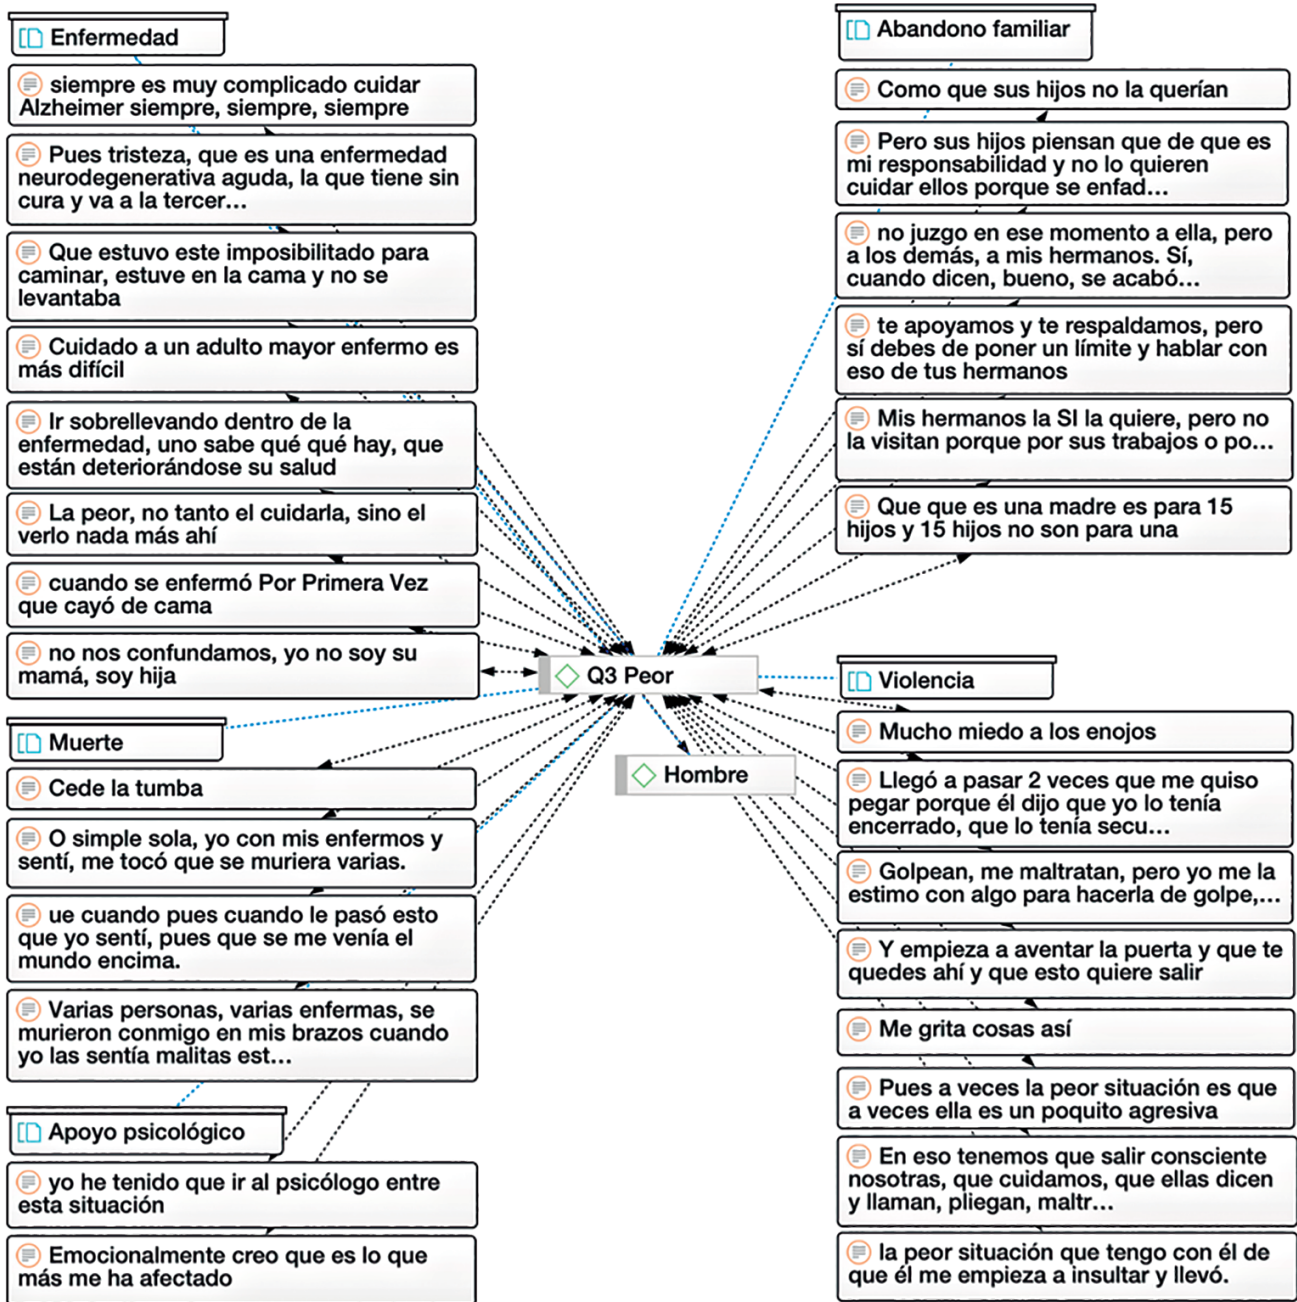 Enfermedad
siempre es muy complicado cuidar
Alzheimer siempre, siempre, siempre
Pues tristeza, que es una enfermedad
neurodegenerativa aguda, la que tiene sin
cura y va a la tercer...
Que estuvo este imposibilitado para
caminar, estuve en la cama y no se
levantaba
Cuidado a un adulto mayor enfermo es
más difícil
Ir sobrellevando dentro de la
enfermedad, uno sabe qué qué hay, que
están deteriorándose su salud
La peor, no tanto el cuidarla, sino el
verlo nada más ahí
cuando se enfermó Por Primera Vez
que cayó de cama
no nos confundamos, yo no soy su
mamá, soy hija
Muerte
Cede la tumba
O simple sola, yo con mis enfermos y
sentí, me tocó que se muriera varias.
ue cuando pues cuando le pasó esto
que yo sentí, pues que se me venía el
mundo encima.
Varias personas, varias enfermas, se
murieron conmigo en mis brazos cuando
yo las sentía malitas est...
Apoyo psicológico
yo he tenido que ir al psicólogo entre
esta situación
Emocionalmente creo que es lo que
más me ha afectado
Q3 Peor
Hombre
Abandono familiar
Como que sus hijos no la querían
Pero sus hijos piensan que de que es
mi responsabilidad y no lo quieren
cuidar ellos porque se enfad...
no juzgo en ese momento a ella, pero
a los demás, a mis hermanos. Sí,
cuando dicen, bueno, se acabó...
te apoyamos y te respaldamos, pero
sí debes de poner un límite y hablar con
eso de tus hermanos
Mis hermanos la SI la quiere, pero no
la visitan porque por sus trabajos o po...
Que que es una madre es para 15
hijos y 15 hijos no son para una
Violencia
Mucho miedo a los enojos
Llegó a pasar 2 veces que me quiso
pegar porque él dijo que yo lo tenía
encerrado, que lo tenía secu...
Golpean, me maltratan, pero yo me la
estimo con algo para hacerla de golpe,...
Y empieza a aventar la puerta y que te
quedes ahí y que esto quiere salir
Me grita cosas así
Pues a veces la peor situación es que
a veces ella es un poquito agresiva
En eso tenemos que salir consciente
nosotras, que cuidamos, que ellas dicen
y llaman, pliegan, maltr...
la peor situación que tengo con él de
que él me empieza a insultar y llevó.